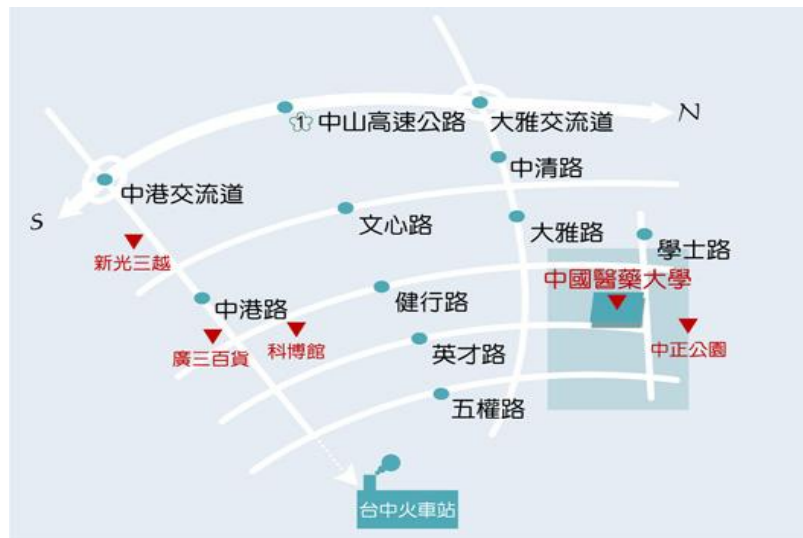 1 中山高速公路
大雅交流道
N
中清路
中港交流道
S
文心路
大雅路
學士路
新光三越
中國醫藥大學
中港路
健行路
廣三百貨
科博館
英才路
中正公園
五權路
台中火車站